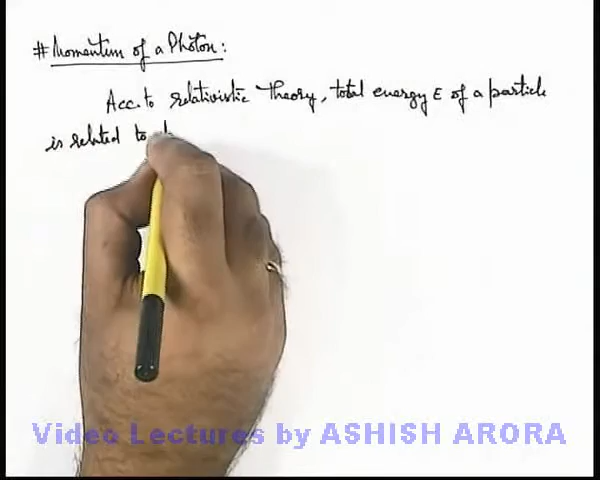 # Momentum of a Photon:
Acc. to relativistic Theory, total energy E of a particle
is related to
Video Lectures by ASHISH ARORA